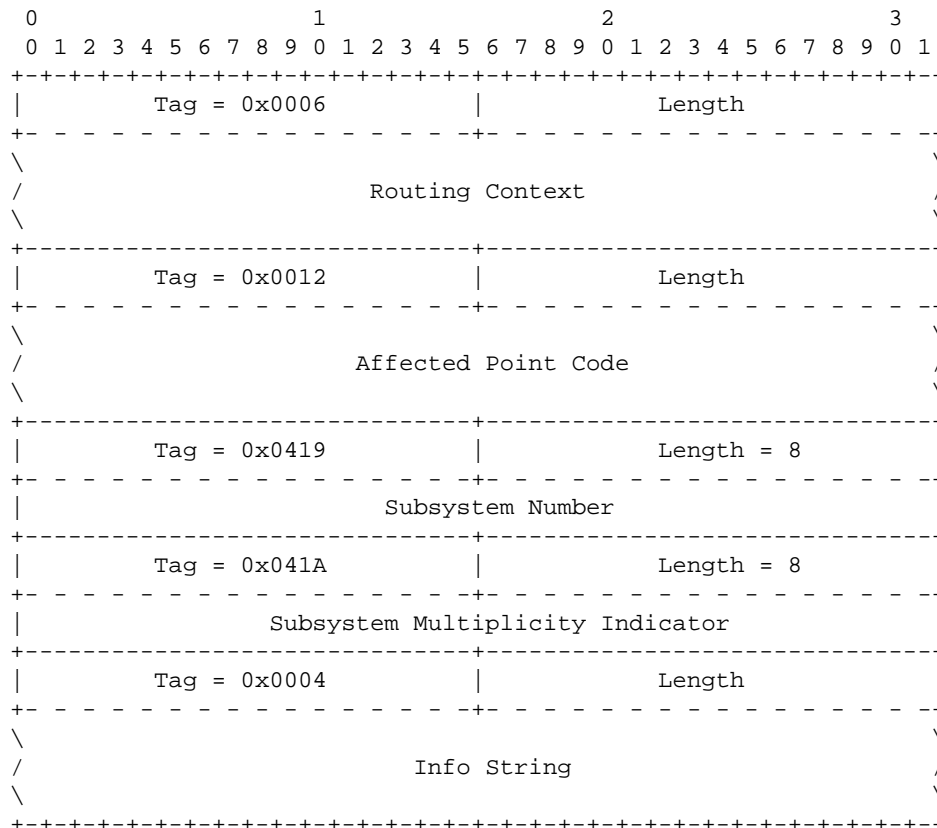 0                   1                   2                   3
 0 1 2 3 4 5 6 7 8 9 0 1 2 3 4 5 6 7 8 9 0 1 2 3 4 5 6 7 8 9 0 1
+-+-+-+-+-+-+-+-+-+-+-+-+-+-+-+-+-+-+-+-+-+-+-+-+-+-+-+-+-+-+-+--
|         Tag = 0x0006          |            Length
+- - - - - - - - - - - - - - - -+- - - - - - - - - - - - - - - --
\                                                               \
/                        Routing Context                        /
\                                                               \
+-------------------------------+--------------------------------
|         Tag = 0x0012          |            Length
+- - - - - - - - - - - - - - - -+- - - - - - - - - - - - - - - --
\                                                               \
/                       Affected Point Code                     /
\                                                               \
+-------------------------------+--------------------------------
|         Tag = 0x0419          |            Length = 8
+- - - - - - - - - - - - - - - -+- - - - - - - - - - - - - - - --
|                         Subsystem Number
+-------------------------------+--------------------------------
|         Tag = 0x041A          |            Length = 8
+- - - - - - - - - - - - - - - -+- - - - - - - - - - - - - - - --
|                 Subsystem Multiplicity Indicator
+-------------------------------+--------------------------------
|         Tag = 0x0004          |            Length
+- - - - - - - - - - - - - - - -+- - - - - - - - - - - - - - - --
\                                                               \
/                           Info String                         /
\                                                               \
+-+-+-+-+-+-+-+-+-+-+-+-+-+-+-+-+-+-+-+-+-+-+-+-+-+-+-+-+-+-+-+--